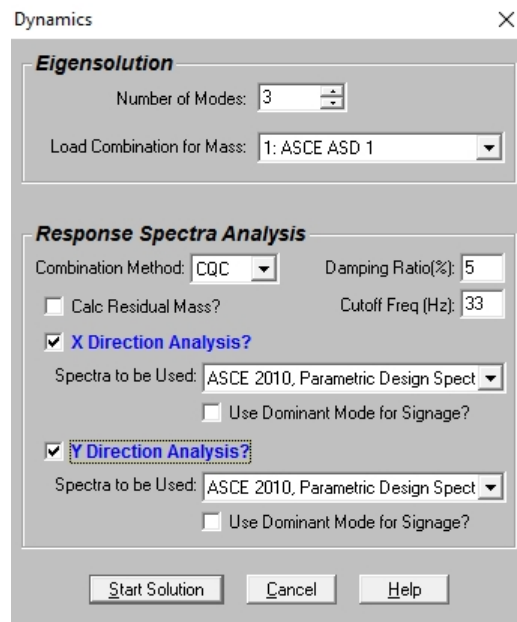 Dynamics
Eigensolution
Number of Modes: 3
Load Combination for Mass: 1: ASCE ASD 1
Response Spectra Analysis
Combination Method: CQC Damping Ratio(%): 5
Calc Residual Mass? Cutoff Freq (Hz): 33
X Direction Analysis?
Spectra to be Used: ASCE 2010, Parametric Design Spect
Use Dominant Mode for Signage?
Y Direction Analysis?
Spectra to be Used: ASCE 2010, Parametric Design Spect
Use Dominant Mode for Signage?
Start Solution Cancel Help